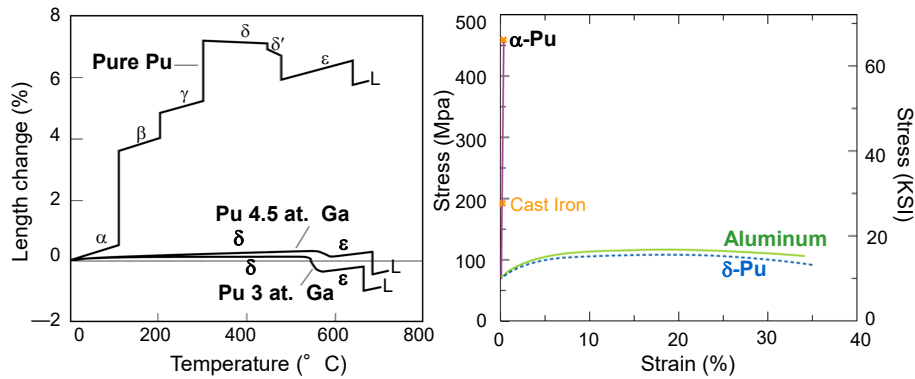 8
6
4
2
0
—2
Length change (%)
0
200
400
600
800
Temperature (° C)
Pure Pu
α
β
γ
δ
δ′
ε
L
Pu 4.5 at. Ga
δ
ε
L
δ
Pu 3 at. Ga
ε
L
500
400
300
200
100
0
Stress (Mpa)
0
10
20
30
40
Strain (%)
60
40
20
0
Stress (KSI)
α-Pu
Cast Iron
Aluminum
δ-Pu